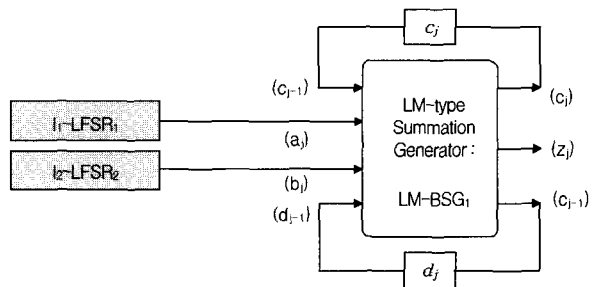 c_j
(c_{j-1})
(c_j)
l₁-LFSR₁
(a_j)
LM-type
Summation
Generator:
(z_j)
l₂-LFSR₂
(b_j)
LM-BSG₁
(c_{j-1})
(d_{j-1})
d_j